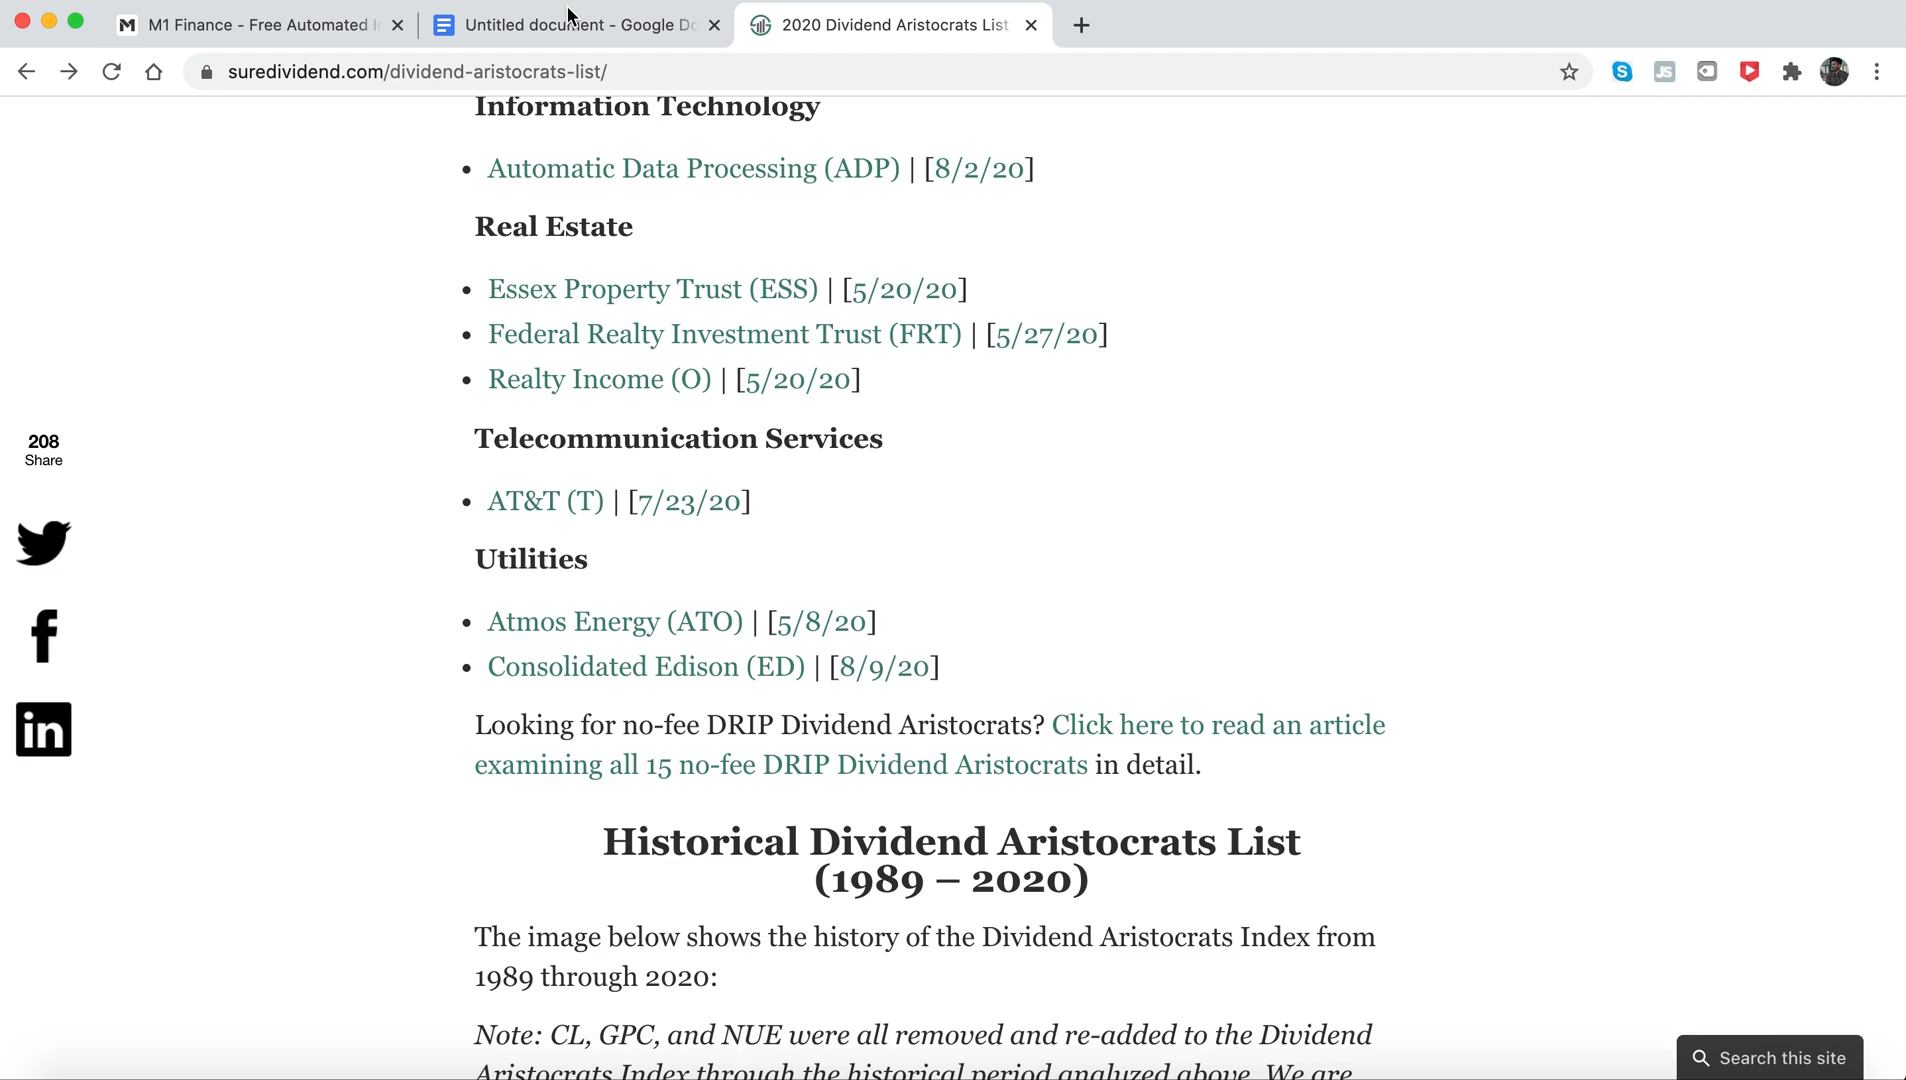 M1 Finance - Free Automated I
Untitled document - Google Do
2020 Dividend Aristocrats List
suredividend.com/dividend-aristocrats-list/
Information Technology
• Automatic Data Processing (ADP) | [8/2/20]
Real Estate
• Essex Property Trust (ESS) | [5/20/20]
• Federal Realty Investment Trust (FRT) | [5/27/20]
• Realty Income (O) | [5/20/20]
208
Share
Telecommunication Services
• AT&T (T) | [7/23/20]
Utilities
• Atmos Energy (ATO) | [5/8/20]
• Consolidated Edison (ED) | [8/9/20]
Looking for no-fee DRIP Dividend Aristocrats? Click here to read an article
examining all 15 no-fee DRIP Dividend Aristocrats in detail.
Historical Dividend Aristocrats List
(1989 – 2020)
The image below shows the history of the Dividend Aristocrats Index from
1989 through 2020:
Note: CL, GPC, and NUE were all removed and re-added to the Dividend
Aristocrats Index through the historical period analyzed above. We are
Search this site